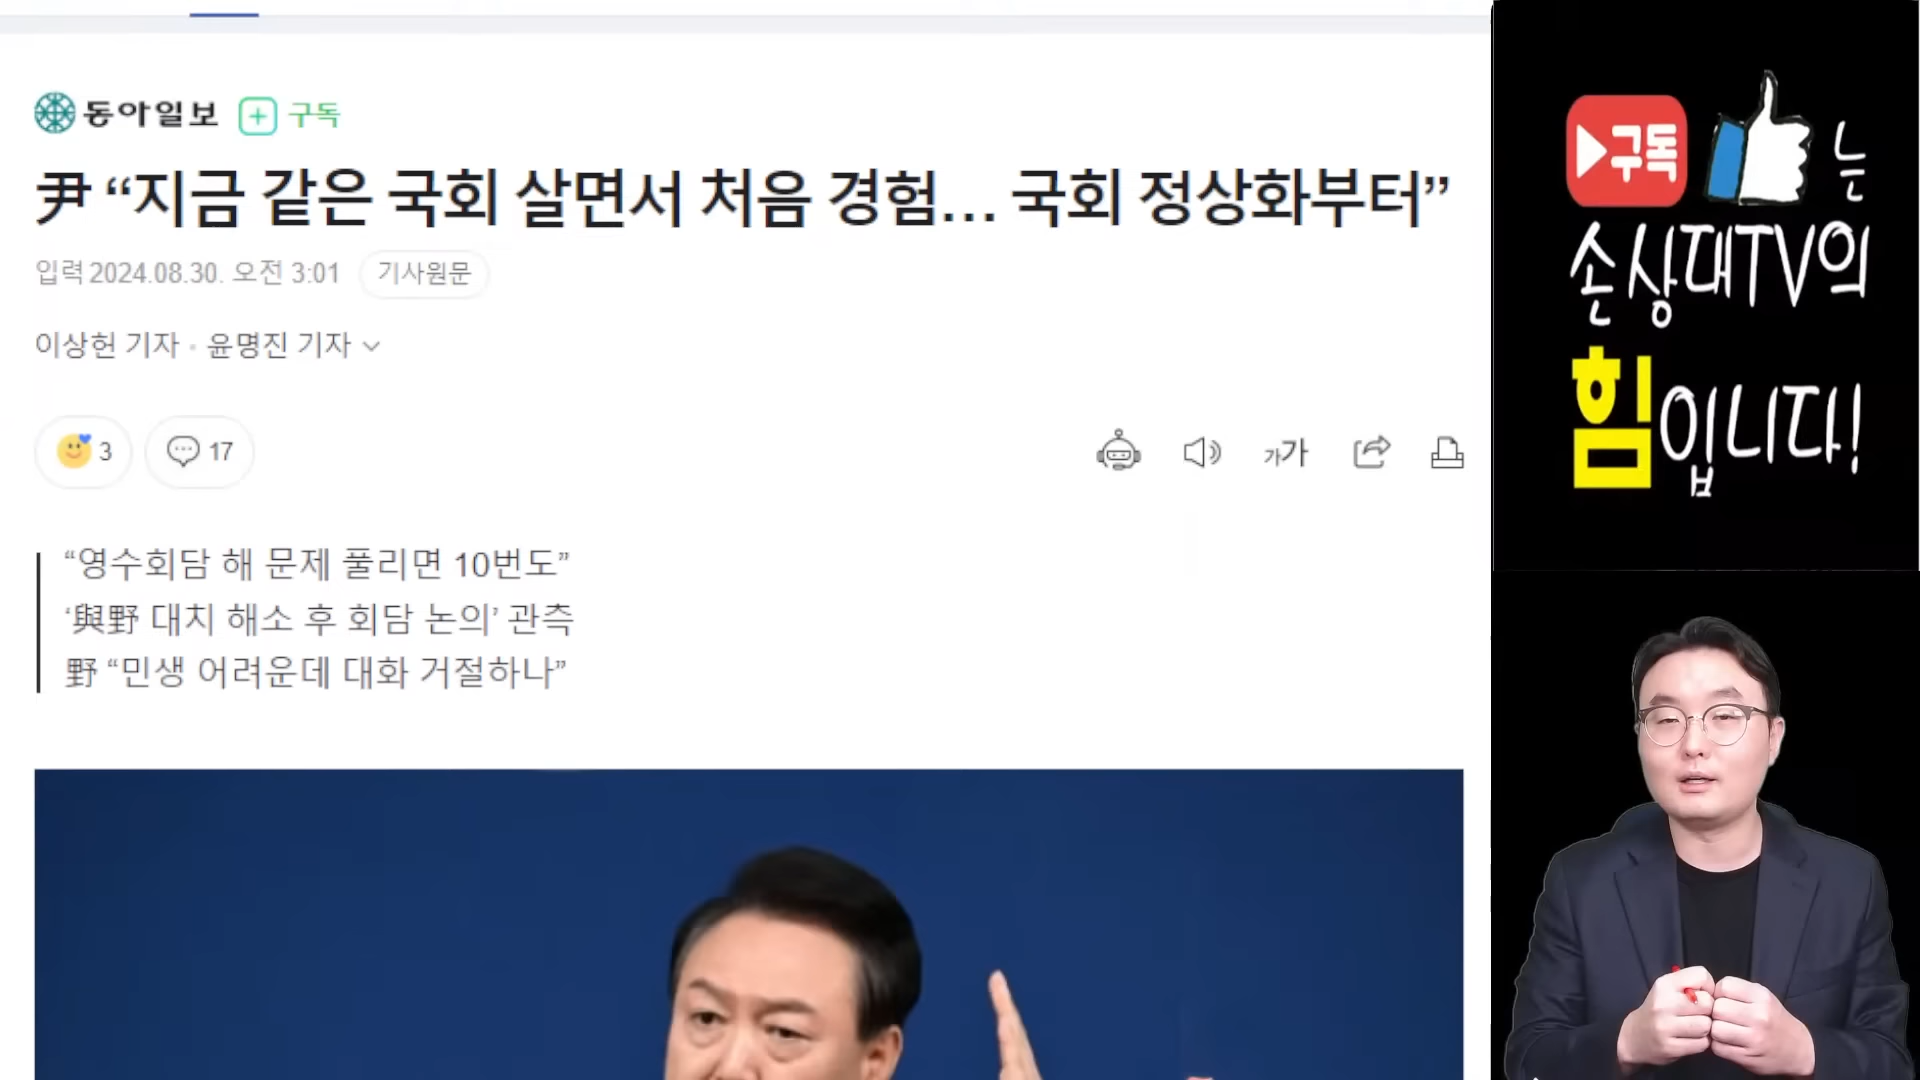 동아일보 + 구독
尹 “지금 같은 국회 살면서 처음 경험… 국회 정상화부터”
입력 2024.08.30. 오전 3:01 기사원문
이상헌 기자 · 윤명진 기자
3 17
가가
“영수회담 해 문제 풀리면 10번도”
‘與野 대치 해소 후 회담 논의’ 관측
野 “민생 어려운데 대화 거절하나”
구독 는
손상대TV의
힘입니다!